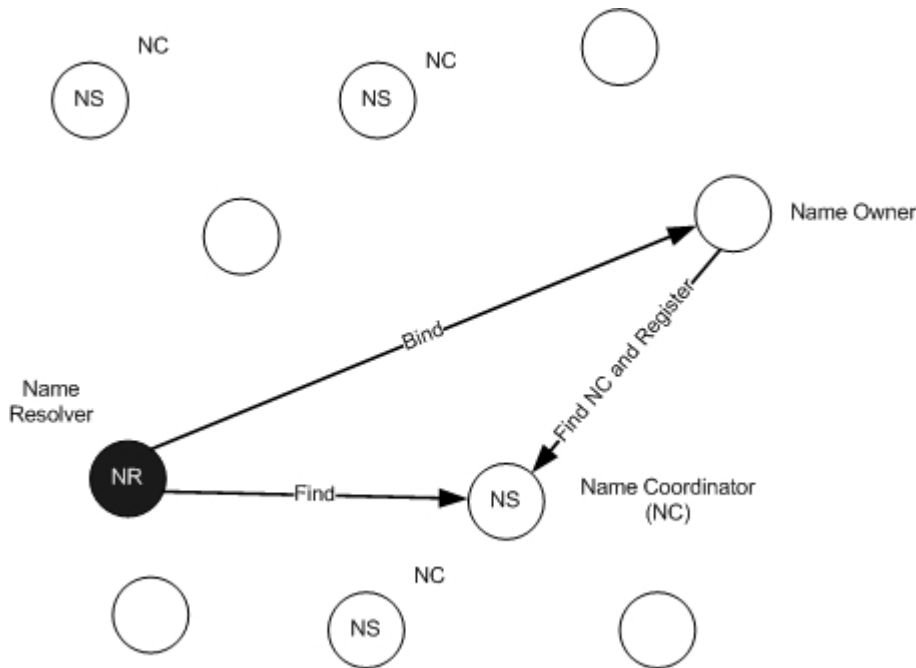 NC
NS
NC
NS
Name Owner
Bind
Find NC and Register
Name
Resolver
NR
Find
NS
Name Coordinator
(NC)
NC
NS